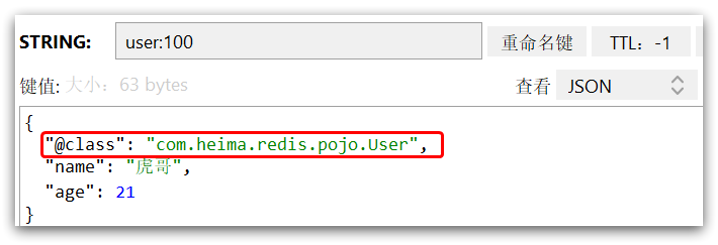 STRING: user:100 重命名键 TTL: -1
键值: 大小: 63 bytes 查看 JSON
{
"@class": "com.heima.redis.pojo.User",
"name": "虎哥",
"age": 21
}